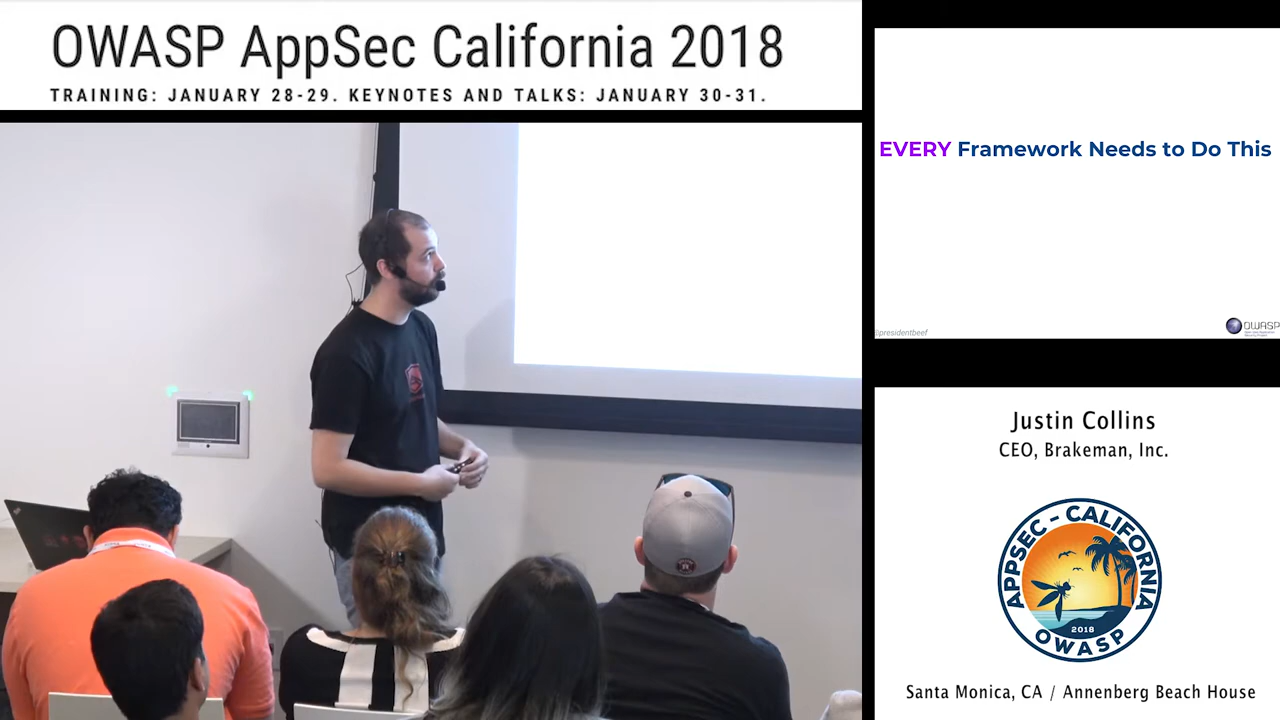 OWASP AppSec California 2018
TRAINING: JANUARY 28-29. KEYNOTES AND TALKS: JANUARY 30-31.
EVERY Framework Needs to Do This
@presidentbeef
OWASP
Justin Collins
CEO, Brakeman, Inc.
APPSEC - CALIFORNIA
2018
OWASP
Santa Monica, CA / Annenberg Beach House